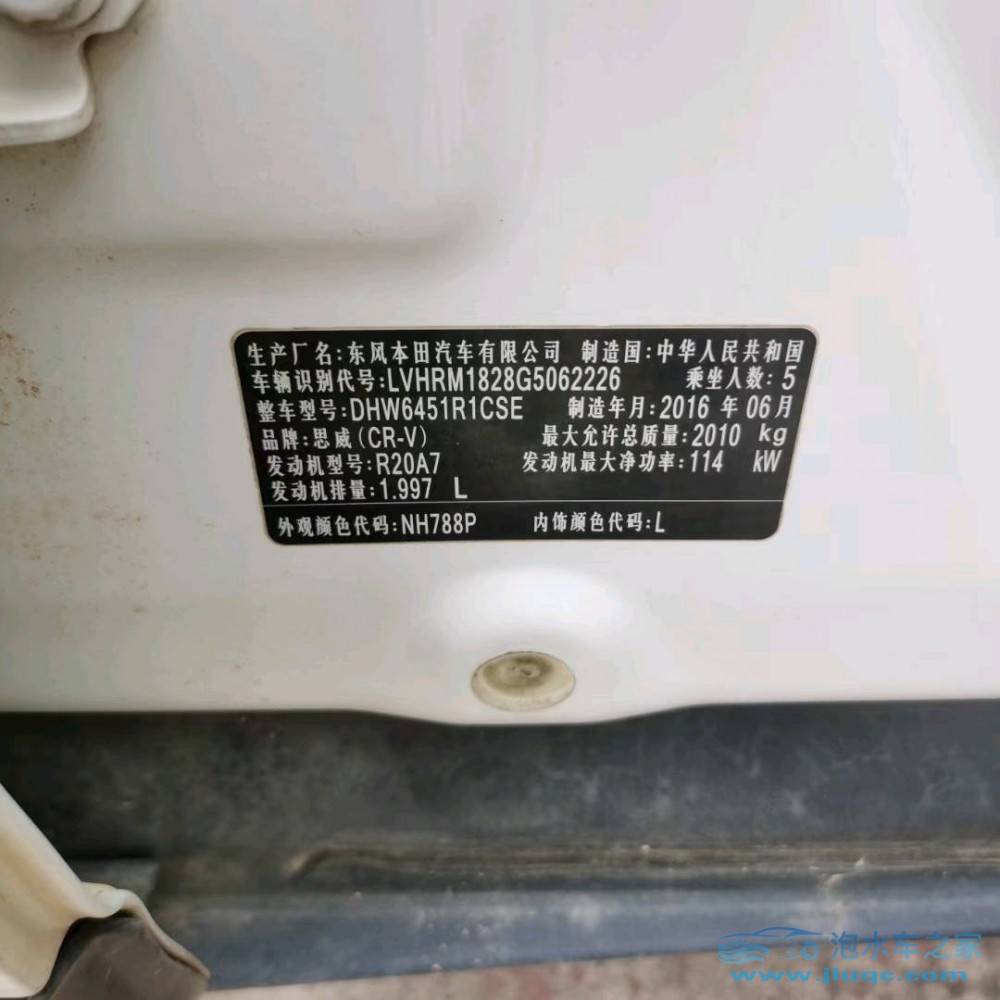 生产厂名:东风本田汽车有限公司 制造国:中华人民共和国
车辆识别代号:LVHRM1828G5062226 乘坐人数:5
整车型号:DHW6451R1CSE 制造年月:2016 年 06月
品牌:思威(CR-V) 最大允许总质量:2010 kg
发动机型号:R20A7 发动机最大净功率:114 kW
发动机排量:1.997 L
外观颜色代码:NH788P 内饰颜色代码:L
泡水车之家
www.jluqc.com